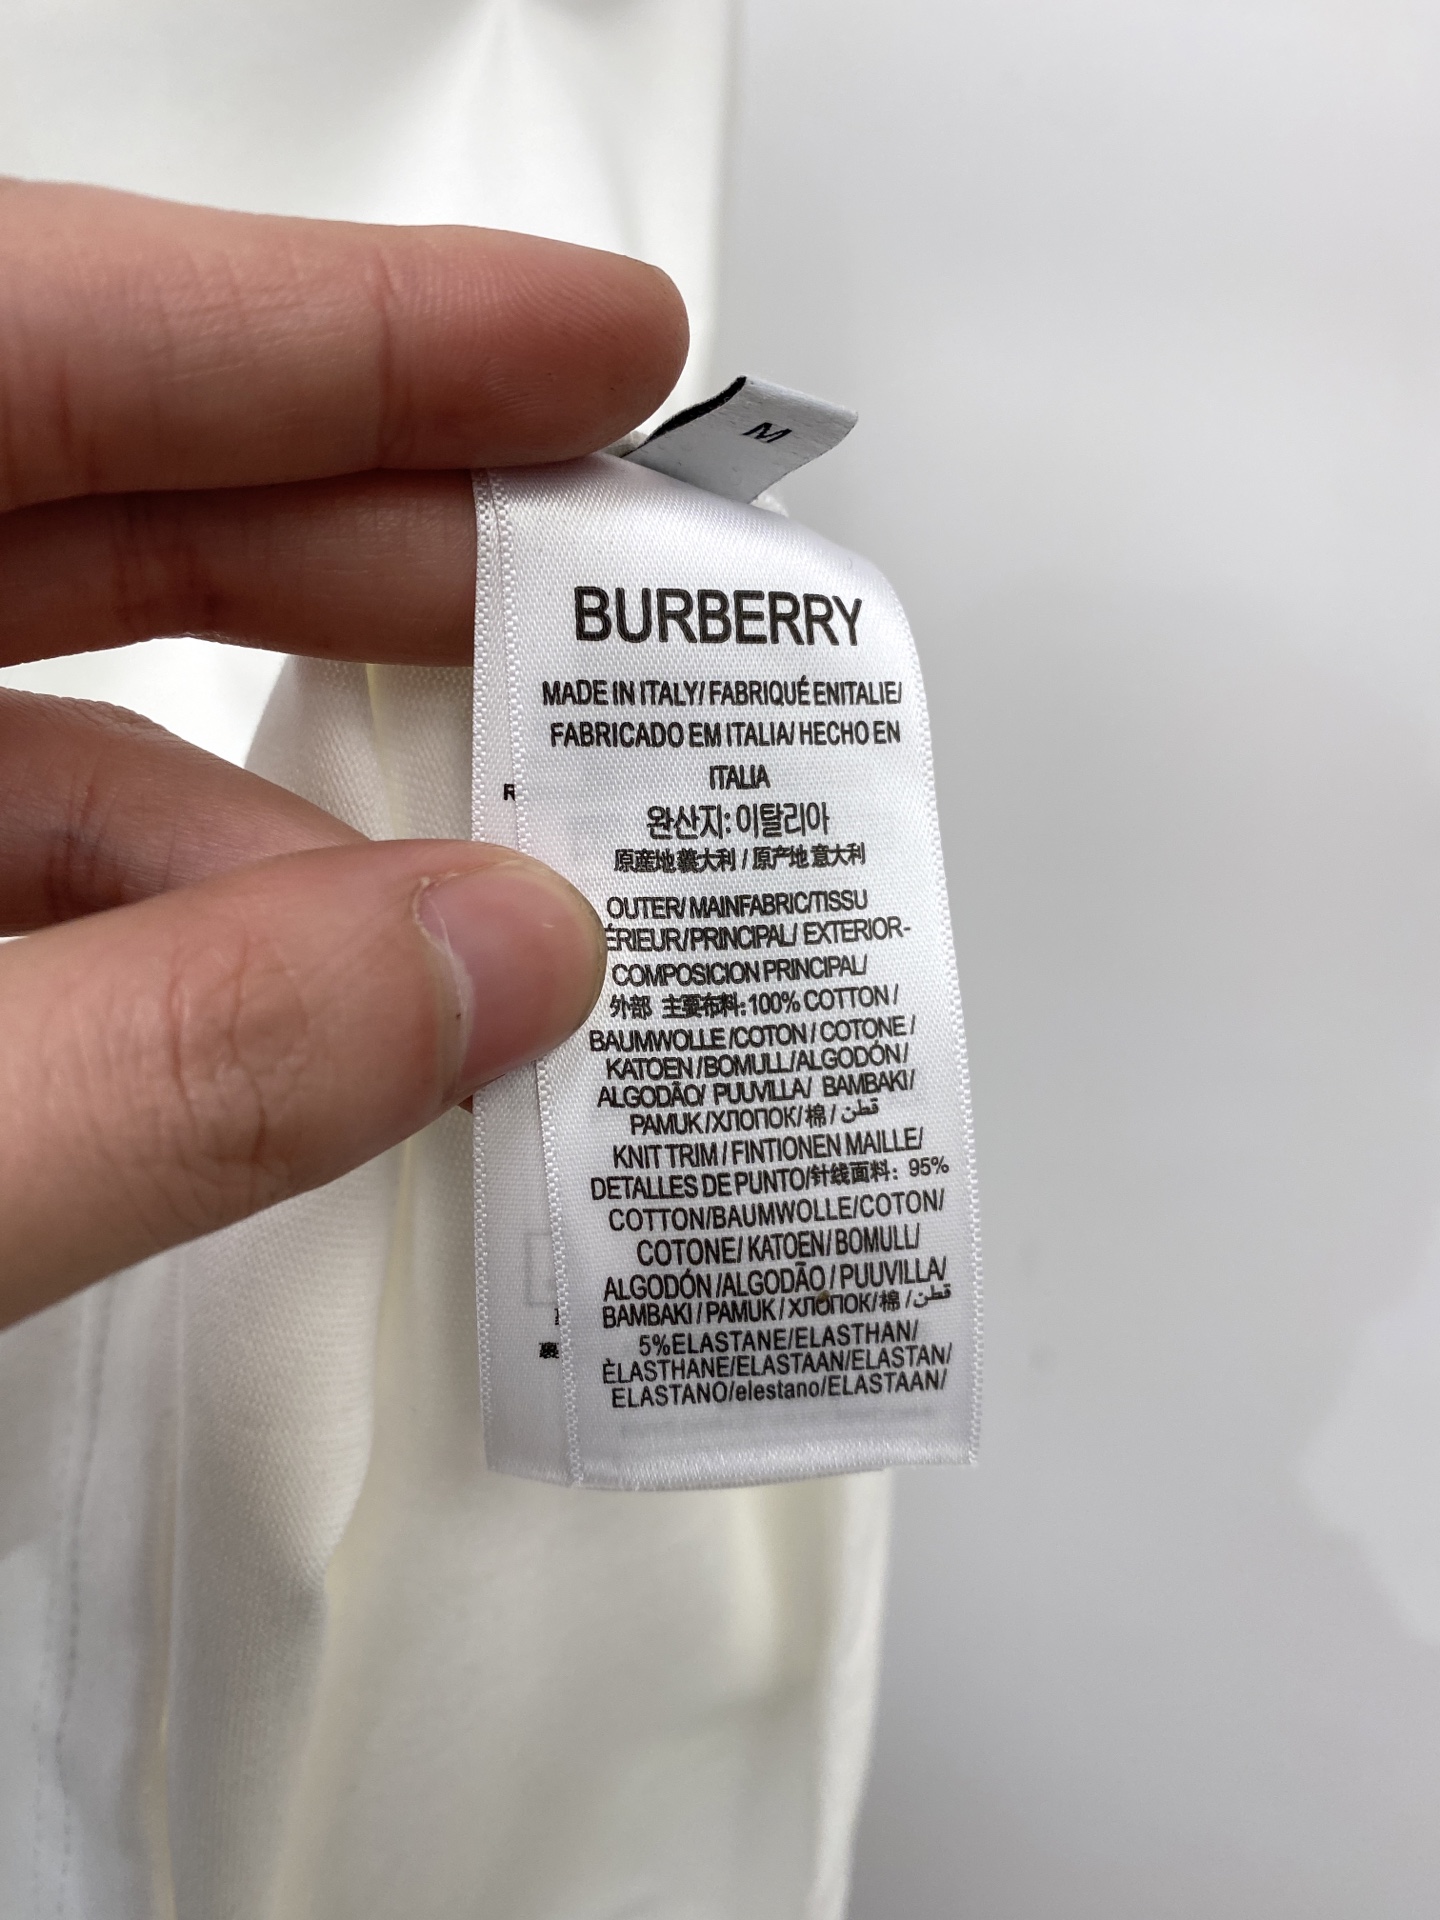 M
BURBERRY
MADE IN ITALY/ FABRIQUÉ ENITALIE/
FABRICADO EM ITALIA/ HECHO EN
ITALIA
완산지: 이탈리아
原産地義大利 / 原产地意大利
OUTER/ MAINFABRIC/TISSU
ÉRIEUR/PRINCIPAL/ EXTERIOR-
COMPOSICION PRINCIPAL/
外部 主要布料:100% COTTON /
BAUMWOLLE /COTON / COTONE /
KATOEN /BOMULL/ALGODÓN /
ALGODÃO/ PUUVILLA/ BAMBAKI/
PAMUK /ХЛОПОК/ 棉 / قطن
KNIT TRIM / FINTIONEN MAILLE/
DETALLES DE PUNTO/针线面料: 95%
COTTON/BAUMWOLLE/COTON/
COTONE/ KATOEN/ BOMULL/
ALGODÓN /ALGODÃO / PUUVILLA/
BAMBAKI / PAMUK / ХЛОПОК/ 棉 / قطن
5%ELASTANE/ELASTHAN/
ÈLASTHANE/ELASTAAN/ELASTAN/
ELASTANO/elestano/ELASTAAN/
R
裏